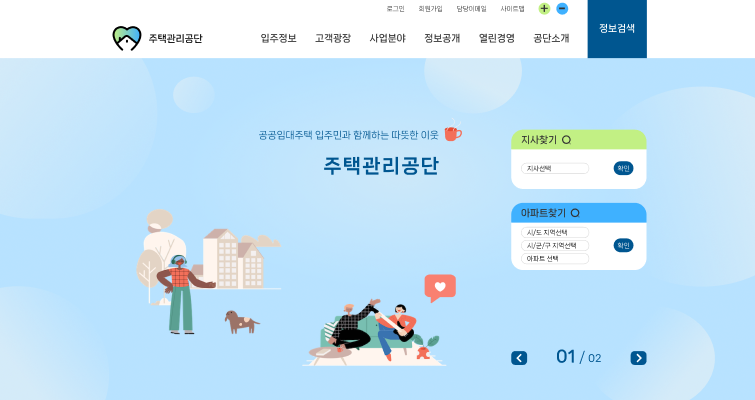 로그인 회원가입 담당이메일 사이트맵
주택관리공단 입주정보 고객광장 사업분야 정보공개 열린경영 공단소개 정보검색
공공임대주택 입주민과 함께하는 따뜻한 이웃
주택관리공단
지사찾기
지사선택 확인
아파트찾기
시/도 지역선택
시/군/구 지역선택 확인
아파트 선택
01 / 02